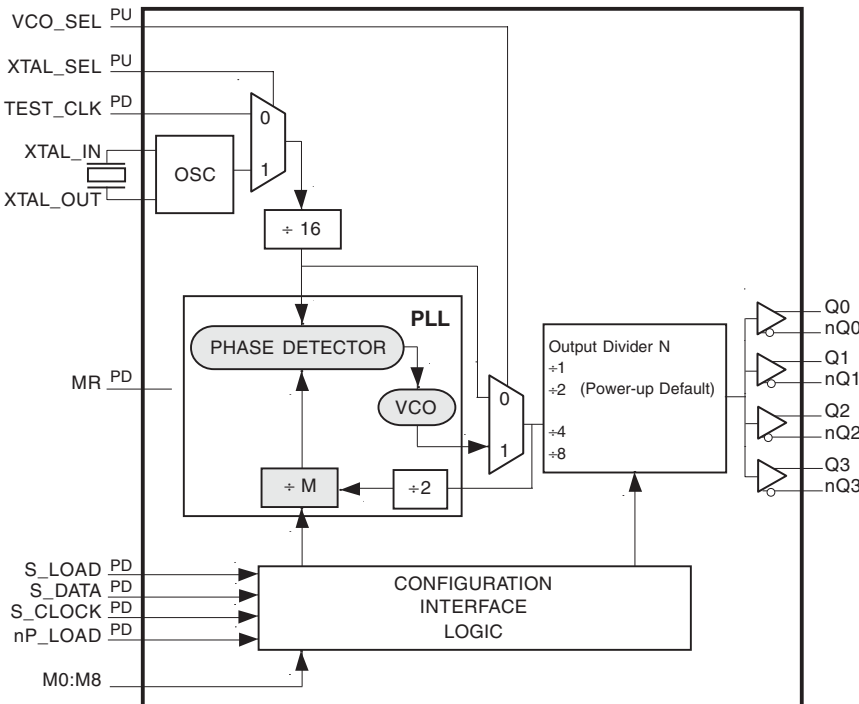 VCO_SEL PU
XTAL_SEL PU
TEST_CLK PD
0
XTAL_IN
OSC
1
XTAL_OUT
÷ 16
PLL
PHASE DETECTOR
MR PD
VCO
0
1
÷ M
÷2
Output Divider N
÷1
÷2 (Power-up Default)
÷4
÷8
Q0
nQ0
Q1
nQ1
Q2
nQ2
Q3
nQ3
S_LOAD PD
S_DATA PD
S_CLOCK PD
nP_LOAD PD
CONFIGURATION
INTERFACE
LOGIC
M0:M8